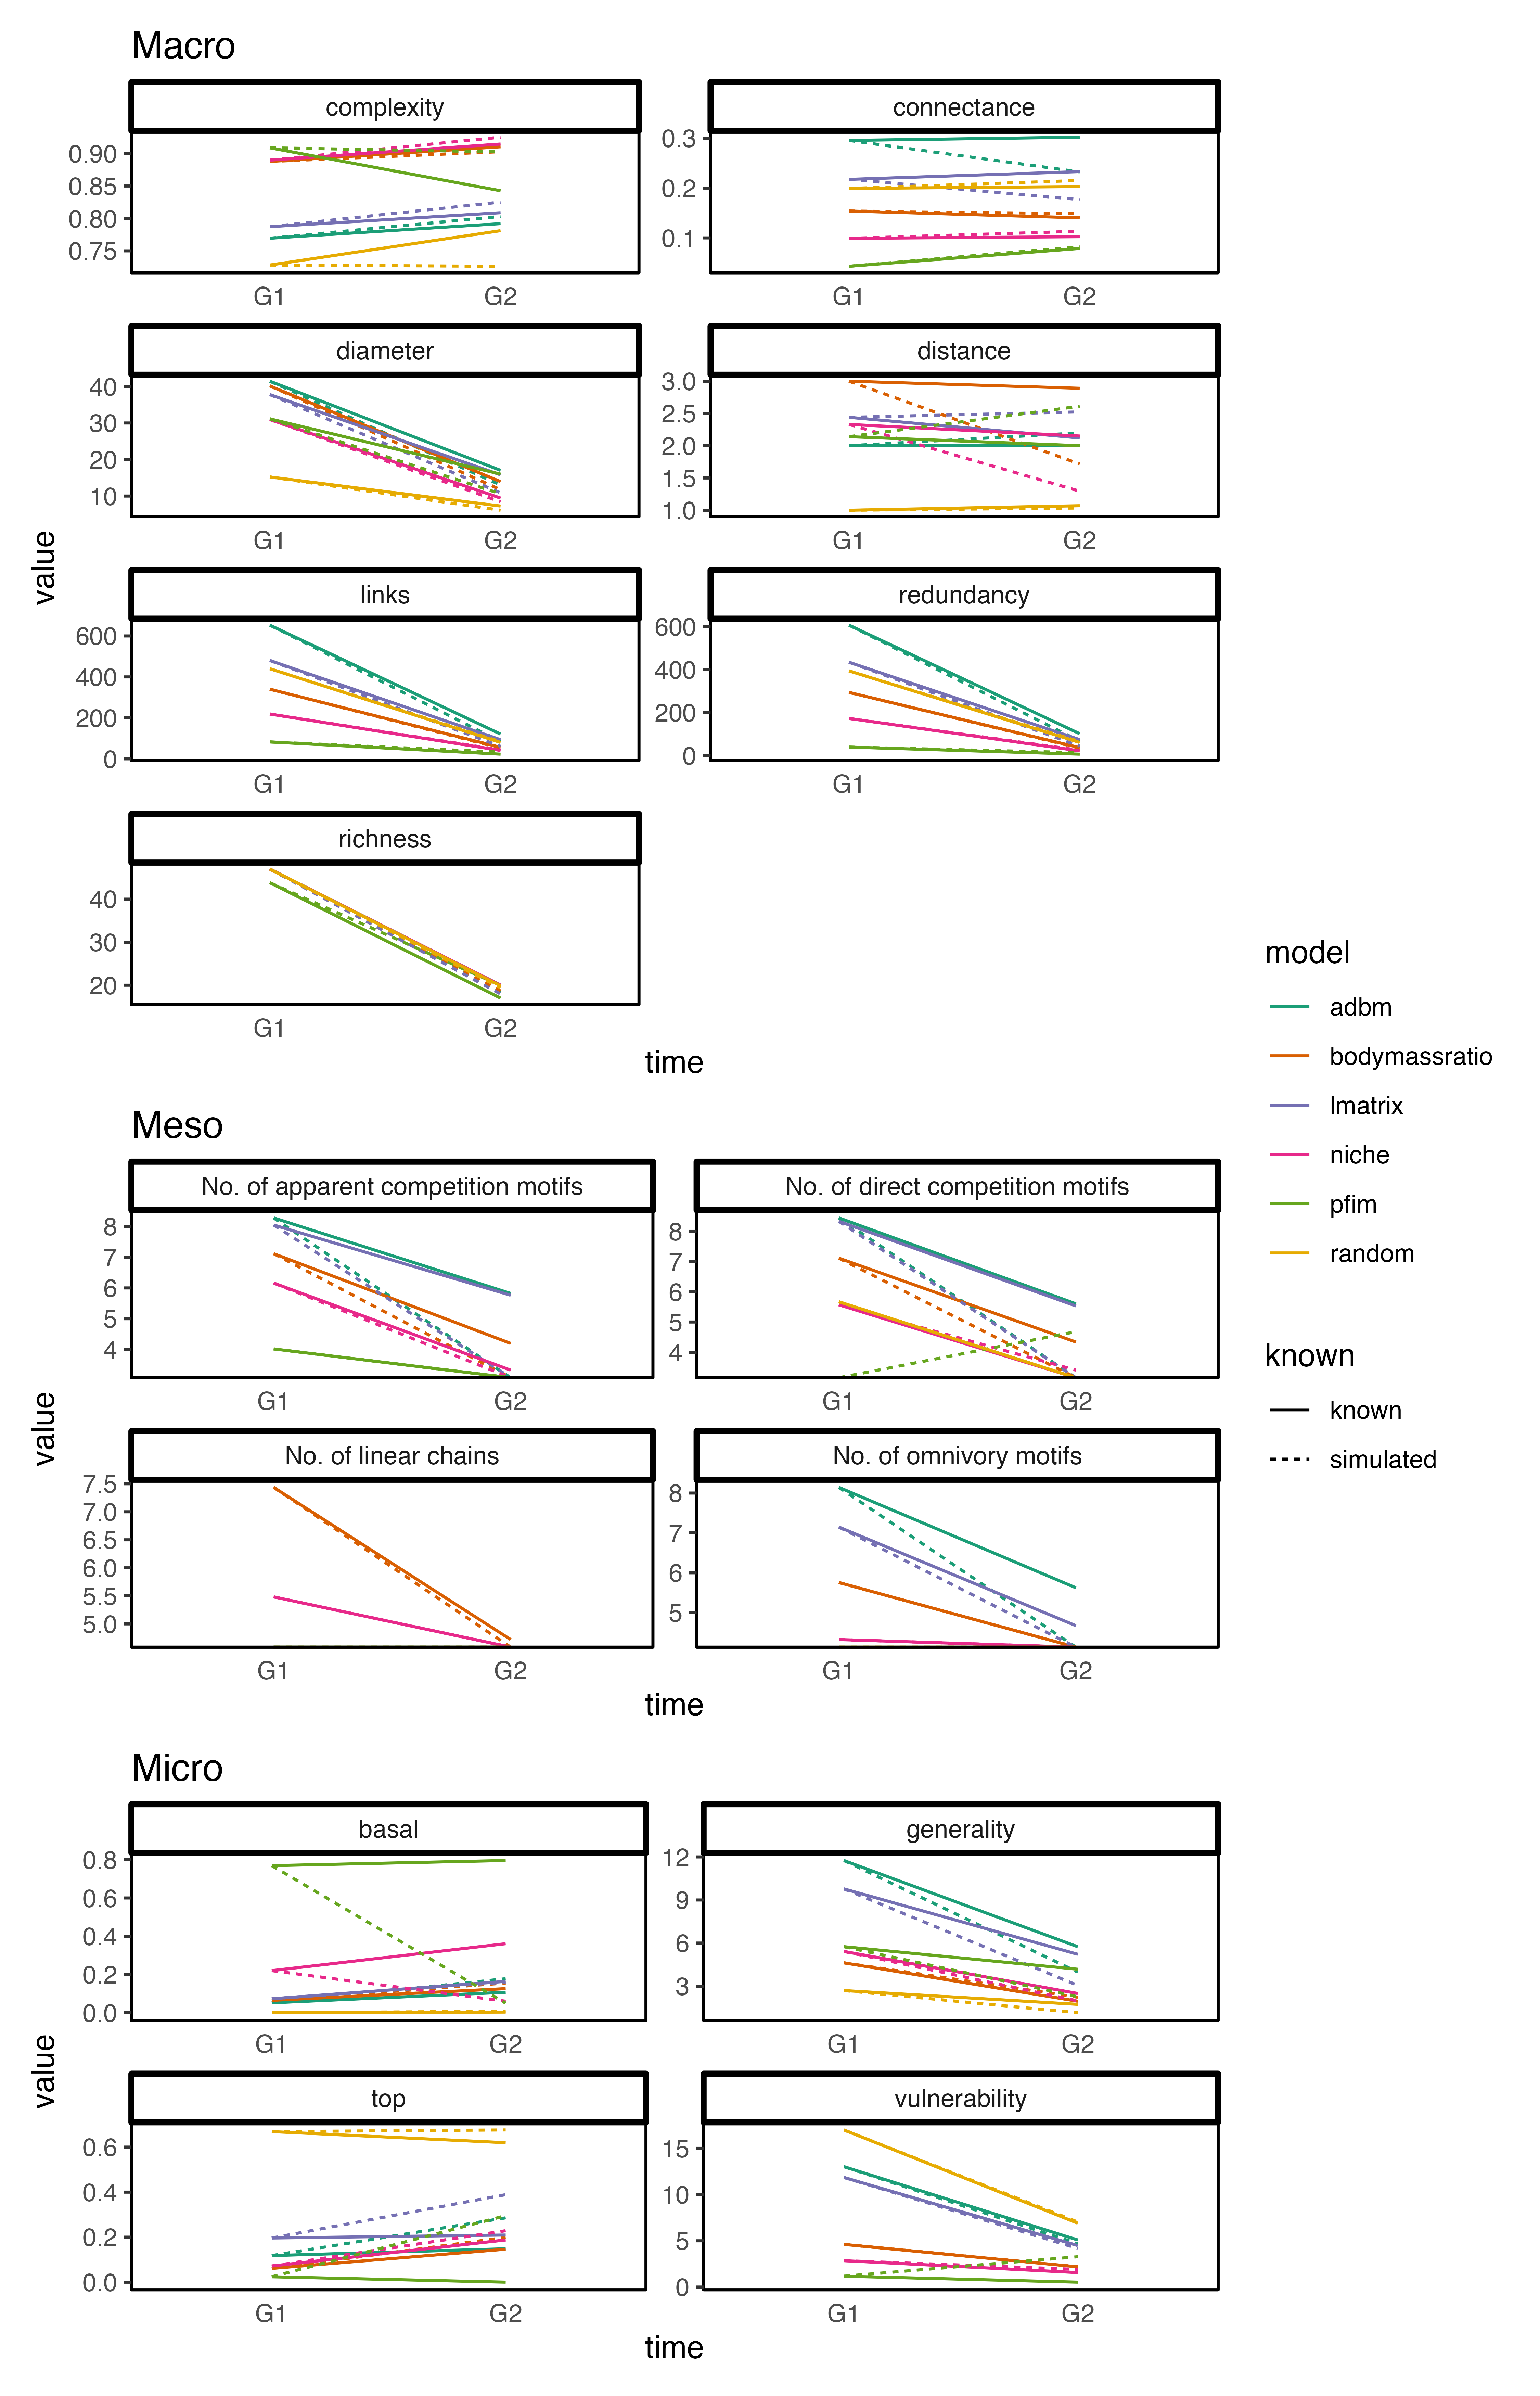 Macro
complexity
connectance
0.90
0.85
0.80
0.75
0.3
0.2
0.1
G1 G2
G1 G2
diameter
distance
40
30
20
10
3.0
2.5
2.0
1.5
1.0
G1 G2
G1 G2
value
links
redundancy
600
400
200
0
600
400
200
0
G1 G2
G1 G2
richness
40
30
20
G1 G2
time
Meso
No. of apparent competition motifs
No. of direct competition motifs
8
7
6
5
4
8
7
6
5
4
G1 G2
G1 G2
value
No. of linear chains
No. of omnivory motifs
7.5
7.0
6.5
6.0
5.5
5.0
8
7
6
5
G1 G2
G1 G2
time
Micro
basal
generality
0.8
0.6
0.4
0.2
0.0
12
9
6
3
G1 G2
G1 G2
value
top
vulnerability
0.6
0.4
0.2
0.0
15
10
5
0
G1 G2
G1 G2
time
model
adbm
bodymassratio
lmatrix
niche
pfim
random
known
known
simulated